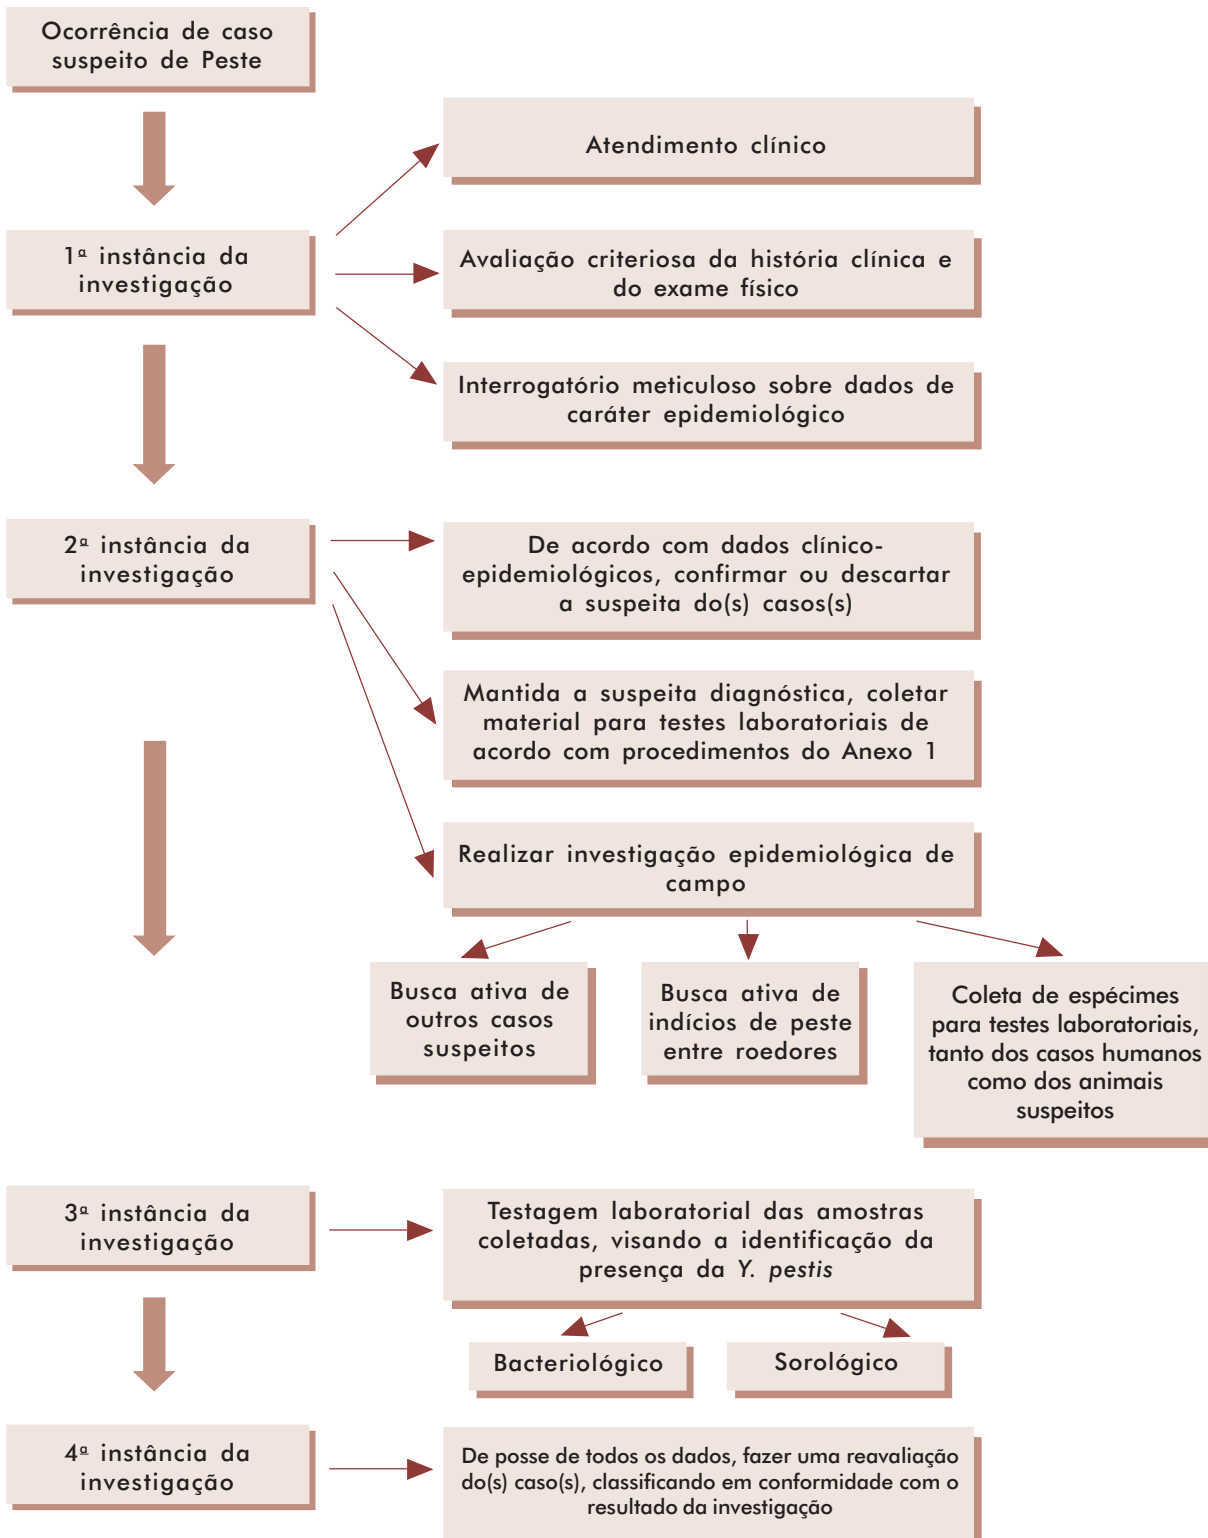 Ocorrência de caso
suspeito de Peste
Atendimento clínico
1ª instância da
investigação
Avaliação criteriosa da história clínica e
do exame físico
Interrogatório meticuloso sobre dados de
caráter epidemiológico
2ª instância da
investigação
De acordo com dados clínico-
epidemiológicos, confirmar ou descartar
a suspeita do(s) casos(s)
Mantida a suspeita diagnóstica, coletar
material para testes laboratoriais de
acordo com procedimentos do Anexo 1
Realizar investigação epidemiológica de
campo
Busca ativa de
outros casos
suspeitos
Busca ativa de
indícios de peste
entre roedores
Coleta de espécimes
para testes laboratoriais,
tanto dos casos humanos
como dos animais
suspeitos
3ª instância da
investigação
Testagem laboratorial das amostras
coletadas, visando a identificação da
presença da Y. pestis
Bacteriológico
Sorológico
4ª instância da
investigação
De posse de todos os dados, fazer uma reavaliação
do(s) caso(s), classificando em conformidade com o
resultado da investigação